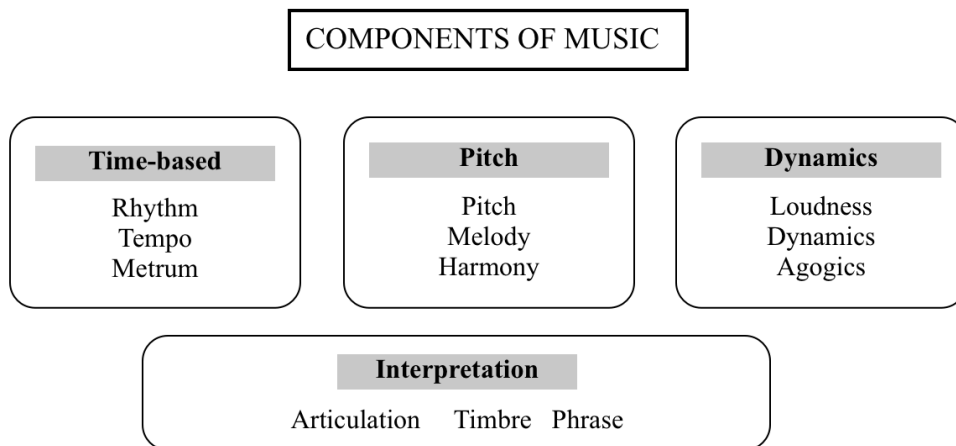 COMPONENTS OF MUSIC
Time-based
Rhythm
Tempo
Metrum
Pitch
Pitch
Melody
Harmony
Dynamics
Loudness
Dynamics
Agogics
Interpretation
Articulation Timbre Phrase